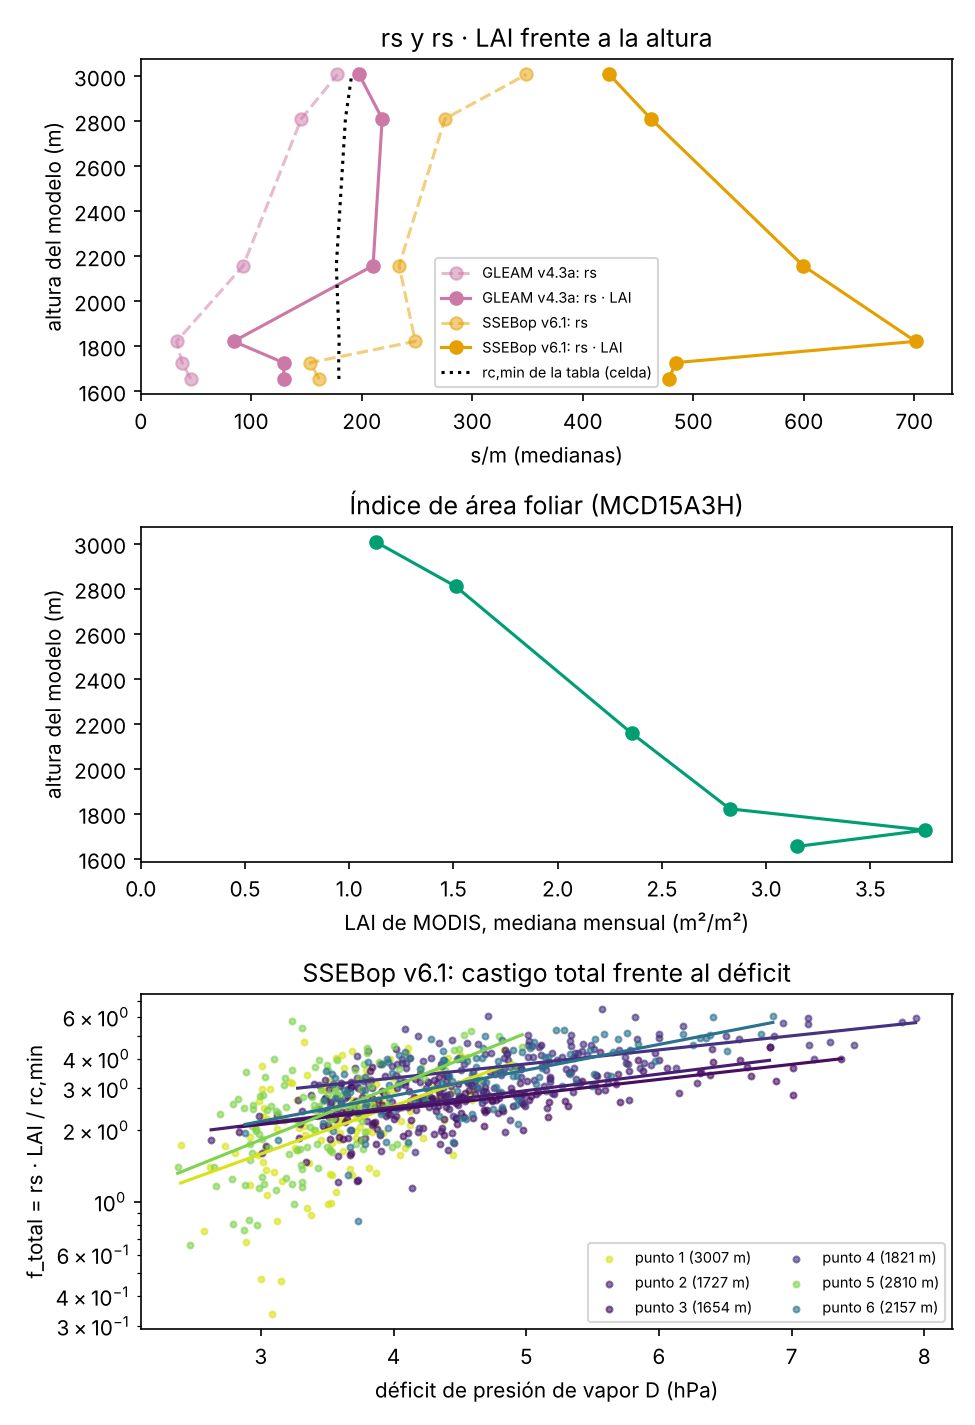 rs y rs · LAI frente a la altura
altura del modelo (m)
3000
2800
2600
2400
2200
2000
1800
1600
GLEAM v4.3a: rs
GLEAM v4.3a: rs · LAI
SSEBop v6.1: rs
SSEBop v6.1: rs · LAI
rc,min de la tabla (celda)
0 100 200 300 400 500 600 700
s/m (medianas)
Índice de área foliar (MCD15A3H)
altura del modelo (m)
3000
2800
2600
2400
2200
2000
1800
1600
0.0 0.5 1.0 1.5 2.0 2.5 3.0 3.5
LAI de MODIS, mediana mensual (m²/m²)
SSEBop v6.1: castigo total frente al déficit
f_total = rs · LAI / rc,min
6 × 10⁰
4 × 10⁰
3 × 10⁰
2 × 10⁰
10⁰
6 × 10⁻¹
4 × 10⁻¹
3 × 10⁻¹
punto 1 (3007 m) punto 4 (1821 m)
punto 2 (1727 m) punto 5 (2810 m)
punto 3 (1654 m) punto 6 (2157 m)
3 4 5 6 7 8
déficit de presión de vapor D (hPa)